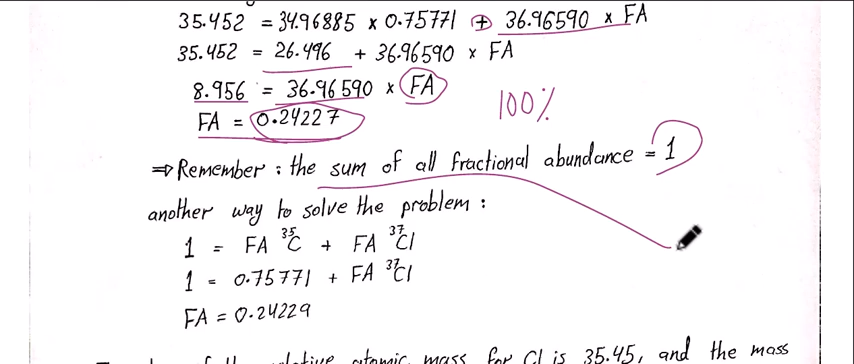 35.452 = 34.96885 x 0.75771 + 36.96590 x FA
35.452 = 26.496 + 36.96590 x FA
8.956 = 36.96590 x FA
FA = 0.24227
100%
⇒ Remember : the sum of all fractional abundance = 1
another way to solve the problem :
1 = FA ³⁵C + FA ³⁷Cl
1 = 0.75771 + FA ³⁷Cl
FA = 0.24229
atomic mass for Cl is 35.45, and the mass